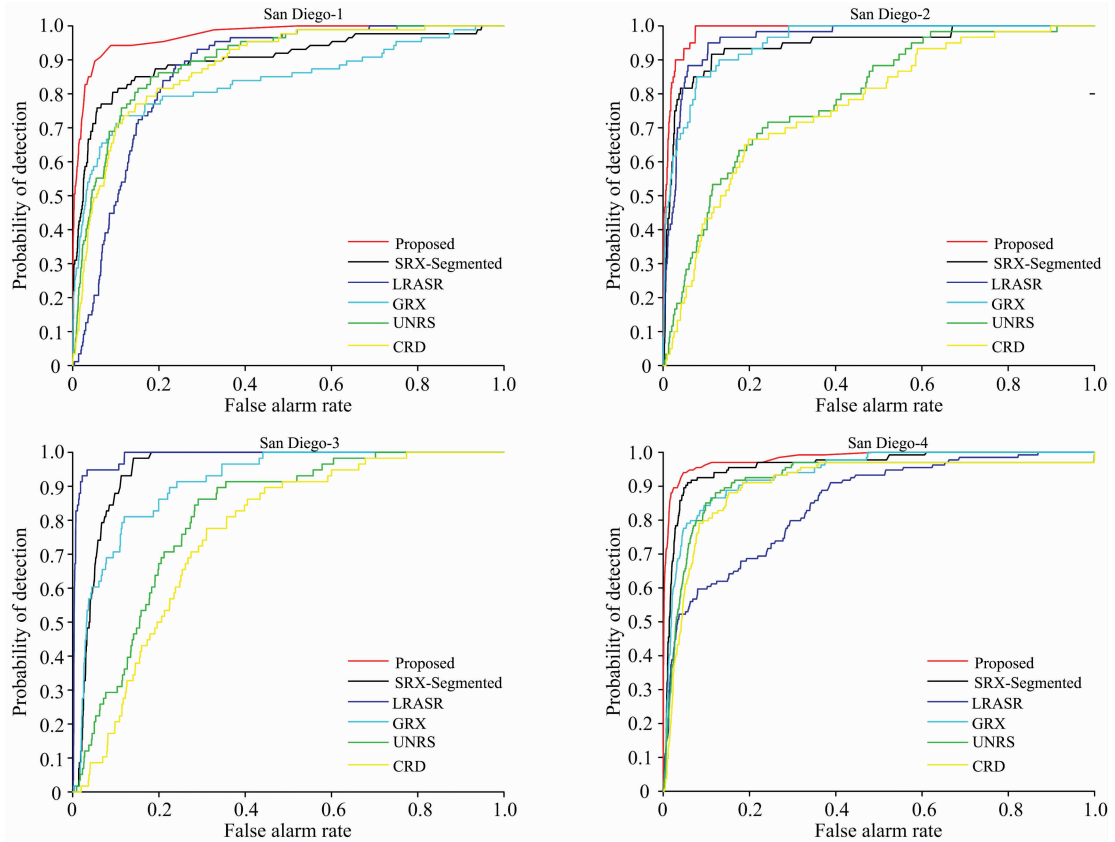 San Diego-1
1.0
0.9
0.8
0.7
0.6
0.5
0.4
0.3
0.2
0.1
0
Probability of detection
Proposed
SRX-Segmented
LRASR
GRX
UNRS
CRD
0 0.2 0.4 0.6 0.8 1.0
False alarm rate
San Diego-2
1.0
0.9
0.8
0.7
0.6
0.5
0.4
0.3
0.2
0.1
0
Probability of detection
Proposed
SRX-Segmented
LRASR
GRX
UNRS
CRD
0 0.2 0.4 0.6 0.8 1.0
False alarm rate
San Diego-3
1.0
0.9
0.8
0.7
0.6
0.5
0.4
0.3
0.2
0.1
0
Probability of detection
Proposed
SRX-Segmented
LRASR
GRX
UNRS
CRD
0 0.2 0.4 0.6 0.8 1.0
False alarm rate
San Diego-4
1.0
0.9
0.8
0.7
0.6
0.5
0.4
0.3
0.2
0.1
0
Probability of detection
Proposed
SRX-Segmented
LRASR
GRX
UNRS
CRD
0 0.2 0.4 0.6 0.8 1.0
False alarm rate